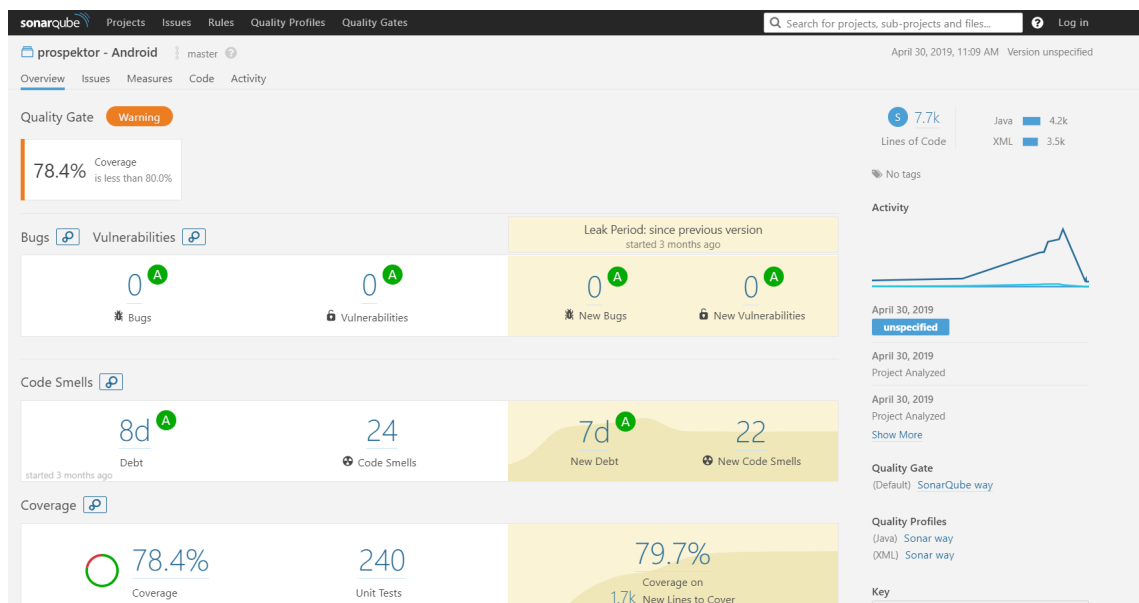 sonarqube Projects Issues Rules Quality Profiles Quality Gates Search for projects, sub-projects and files... ? Log in
prospektor - Android master ? April 30, 2019, 11:09 AM Version unspecified
Overview Issues Measures Code Activity
Quality Gate Warning
78.4% Coverage
is less than 80.0%
Bugs Vulnerabilities
Leak Period: since previous version
started 3 months ago
0 A
Bugs
0 A
Vulnerabilities
0 A
New Bugs
0 A
New Vulnerabilities
Code Smells
8d A
Debt
started 3 months ago
24
Code Smells
7d A
New Debt
22
New Code Smells
Coverage
78.4%
Coverage
240
Unit Tests
79.7%
Coverage on
1.7k New Lines to Cover
S 7.7k
Lines of Code
Java 4.2k
XML 3.5k
No tags
Activity
April 30, 2019
unspecified
April 30, 2019
Project Analyzed
April 30, 2019
Project Analyzed
Show More
Quality Gate
(Default) SonarQube way
Quality Profiles
(Java) Sonar way
(XML) Sonar way
Key